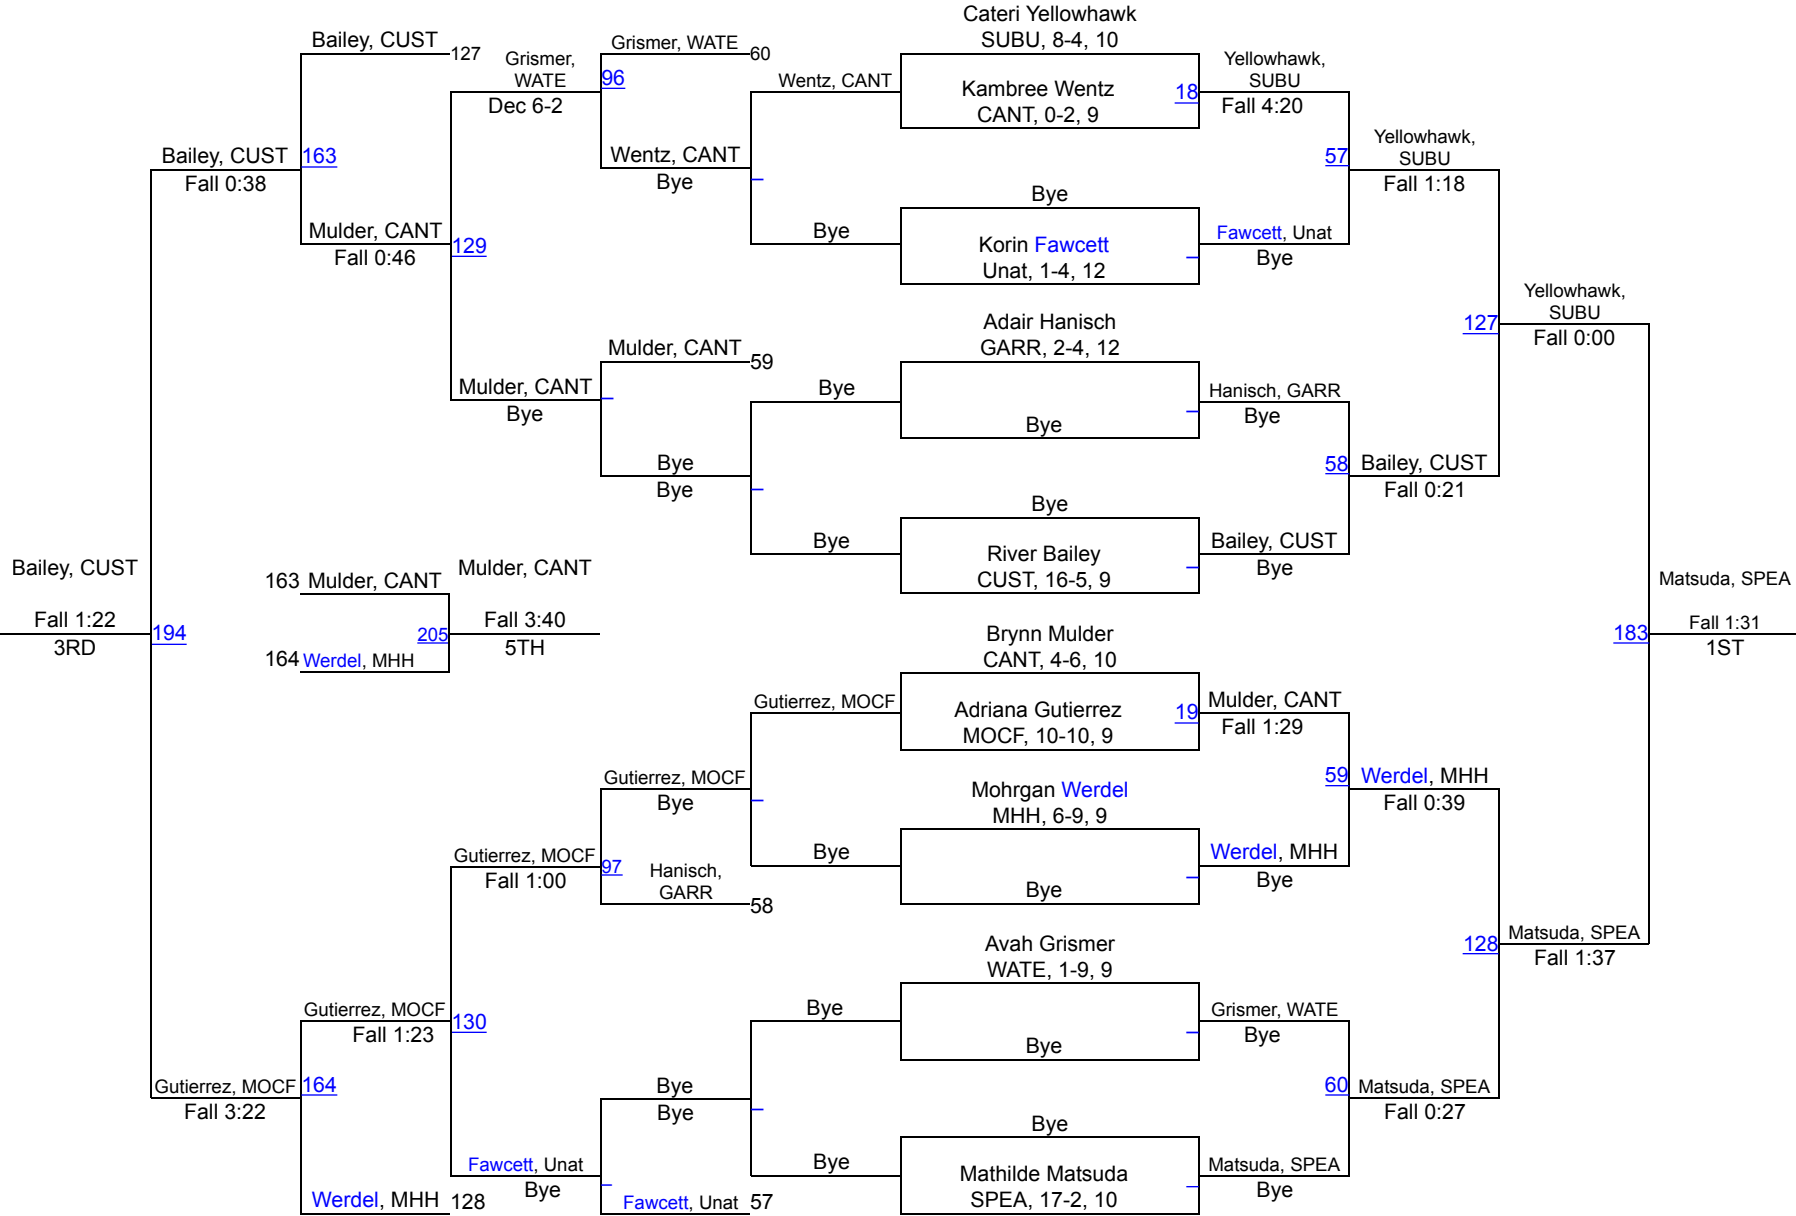 Cateri Yellowhawk
SUBU, 8-4, 10
Bailey, CUST
127
Grismer,
WATE
Dec 6-2
Grismer, WATE
60
96
Wentz, CANT
Kambree Wentz
CANT, 0-2, 9
18
Yellowhawk,
SUBU
Fall 4:20
Yellowhawk,
SUBU
Fall 1:18
57
Bailey, CUST
Fall 0:38
163
Wentz, CANT
Bye
Bye
Mulder, CANT
Fall 0:46
129
Bye
Korin Fawcett
Unat, 1-4, 12
Fawcett, Unat
Bye
Yellowhawk,
SUBU
Fall 0:00
127
Adair Hanisch
GARR, 2-4, 12
Mulder, CANT
59
Mulder, CANT
Bye
Bye
Bye
Hanisch, GARR
Bye
Bye
Bye
58
Bailey, CUST
Fall 0:21
Bye
Bye
River Bailey
CUST, 16-5, 9
Bailey, CUST
Bye
Bailey, CUST
Fall 1:22
3RD
194
163 Mulder, CANT
Mulder, CANT
205
Fall 3:40
5TH
164 Werdel, MHH
Matsuda, SPEA
183
Fall 1:31
1ST
Brynn Mulder
CANT, 4-6, 10
Gutierrez, MOCF
Adriana Gutierrez
MOCF, 10-10, 9
19
Mulder, CANT
Fall 1:29
Gutierrez, MOCF
Bye
Mohrgan Werdel
MHH, 6-9, 9
59
Werdel, MHH
Fall 0:39
Gutierrez, MOCF
Fall 1:00
97
Hanisch,
GARR
58
Bye
Bye
Werdel, MHH
Bye
Avah Grismer
WATE, 1-9, 9
128
Matsuda, SPEA
Fall 1:37
Gutierrez, MOCF
Fall 1:23
130
Bye
Bye
Grismer, WATE
Bye
Gutierrez, MOCF
Fall 3:22
164
Bye
Bye
60
Matsuda, SPEA
Fall 0:27
Bye
Fawcett, Unat
Bye
Bye
Mathilde Matsuda
SPEA, 17-2, 10
Matsuda, SPEA
Bye
Werdel, MHH
128
Fawcett, Unat
57